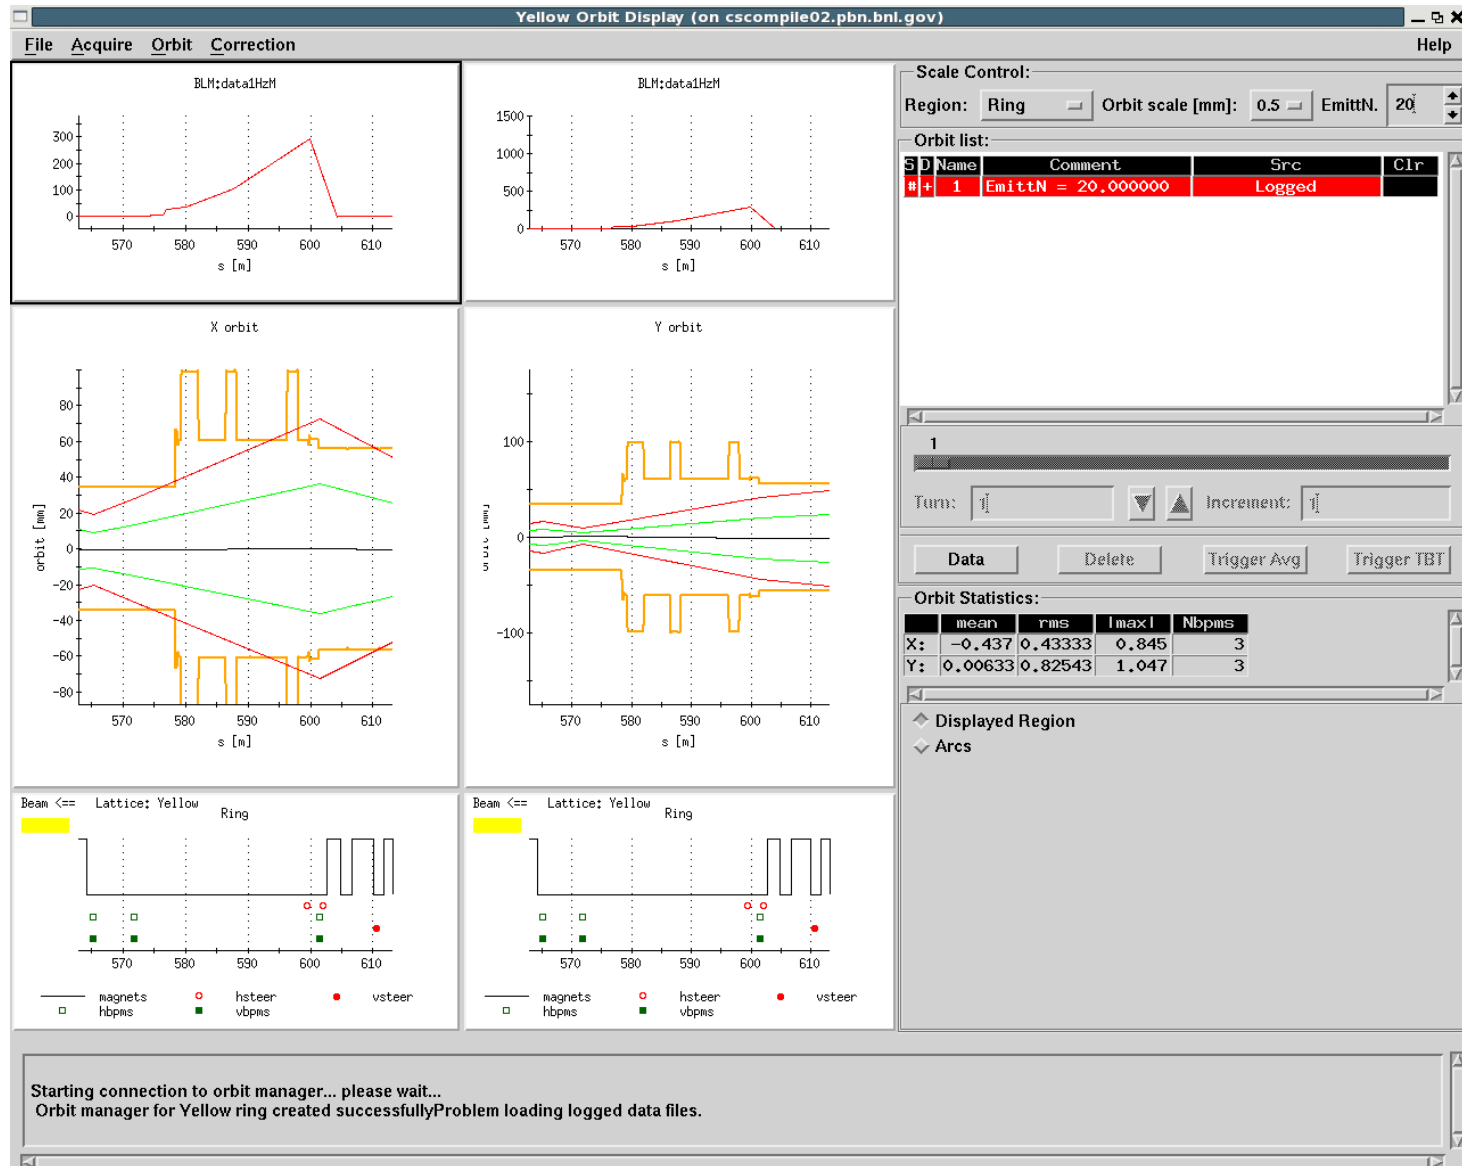 Yellow Orbit Display (on cscompile02.pbn.bnl.gov)
File Acquire Orbit Correction Help
BLM:data1HzM
300
200
100
0
570 580 590 600 610
s [m]
BLM:data1HzM
1500
1000
500
0
570 580 590 600 610
s [m]
X orbit
80
60
40
20
0
-20
-40
-60
-80
orbit [mm]
570 580 590 600 610
s [m]
Y orbit
100
0
-100
570 580 590 600 610
s [m]
Beam <== Lattice: Yellow
Ring
570 580 590 600 610
magnets hsteer vsteer
hbpms vbpms
Beam <== Lattice: Yellow
Ring
570 580 590 600 610
magnets hsteer vsteer
hbpms vbpms
Scale Control:
Region: Ring Orbit scale [mm]: 0.5 EmittN. 20
Orbit list:
S D Name Comment Src Clr
# + 1 EmittN = 20.000000 Logged
1
Turn: 1 Increment: 1
Data Delete Trigger Avg Trigger TBT
Orbit Statistics:
mean rms |max| Nbpms
X: -0.437 0.43333 0.845 3
Y: 0.00633 0.82543 1.047 3
Displayed Region
Arcs
Starting connection to orbit manager... please wait...
Orbit manager for Yellow ring created successfullyProblem loading logged data files.